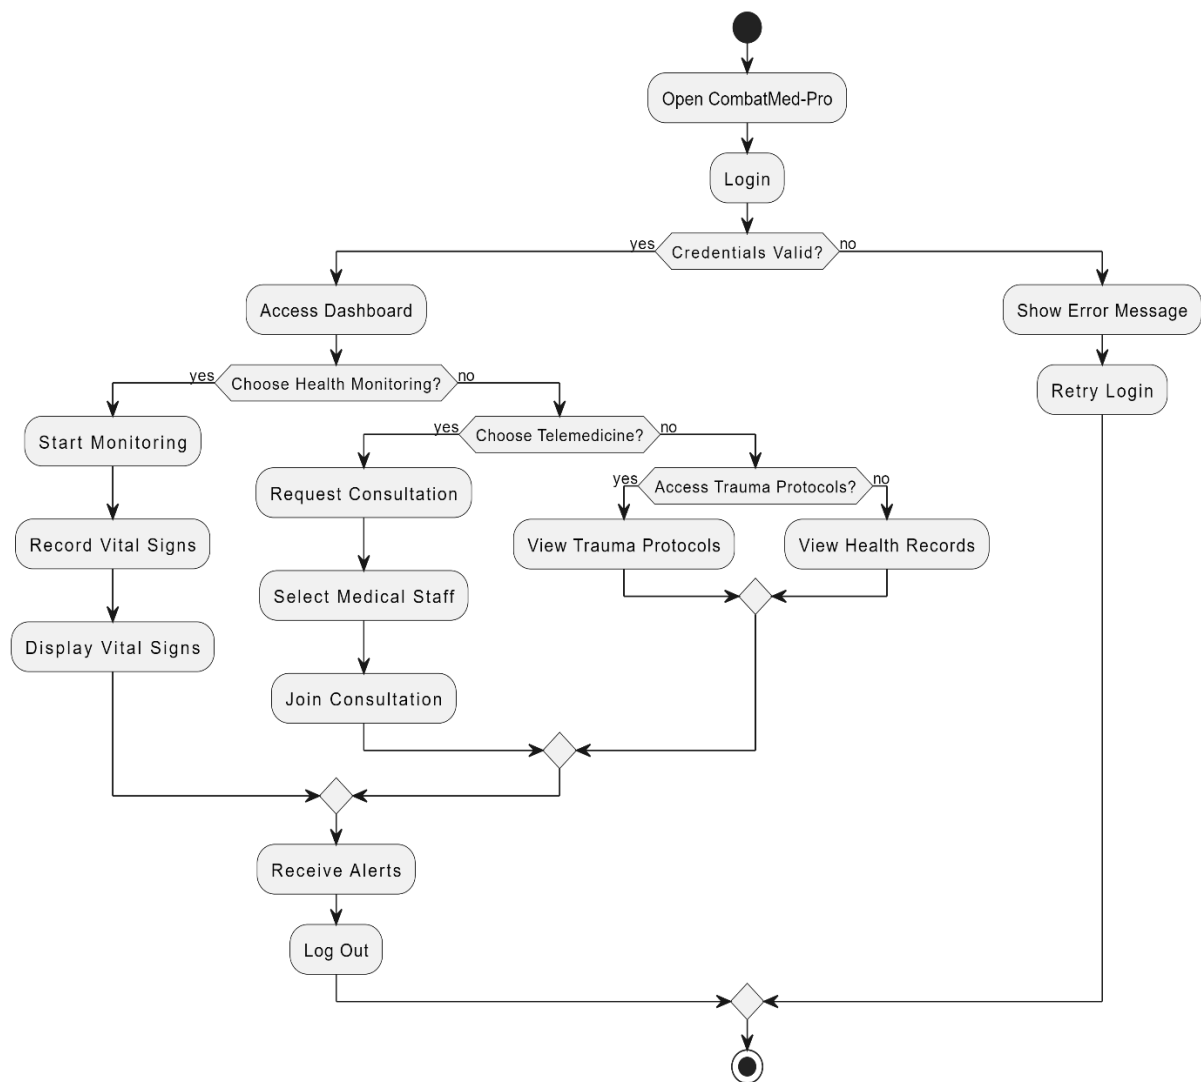 Open CombatMed-Pro
Login
yes
Credentials Valid?
no
Access Dashboard
Show Error Message
yes
Choose Health Monitoring?
no
Retry Login
Start Monitoring
yes
Choose Telemedicine?
no
Request Consultation
yes
Access Trauma Protocols?
no
Record Vital Signs
View Trauma Protocols
View Health Records
Select Medical Staff
Display Vital Signs
Join Consultation
Receive Alerts
Log Out